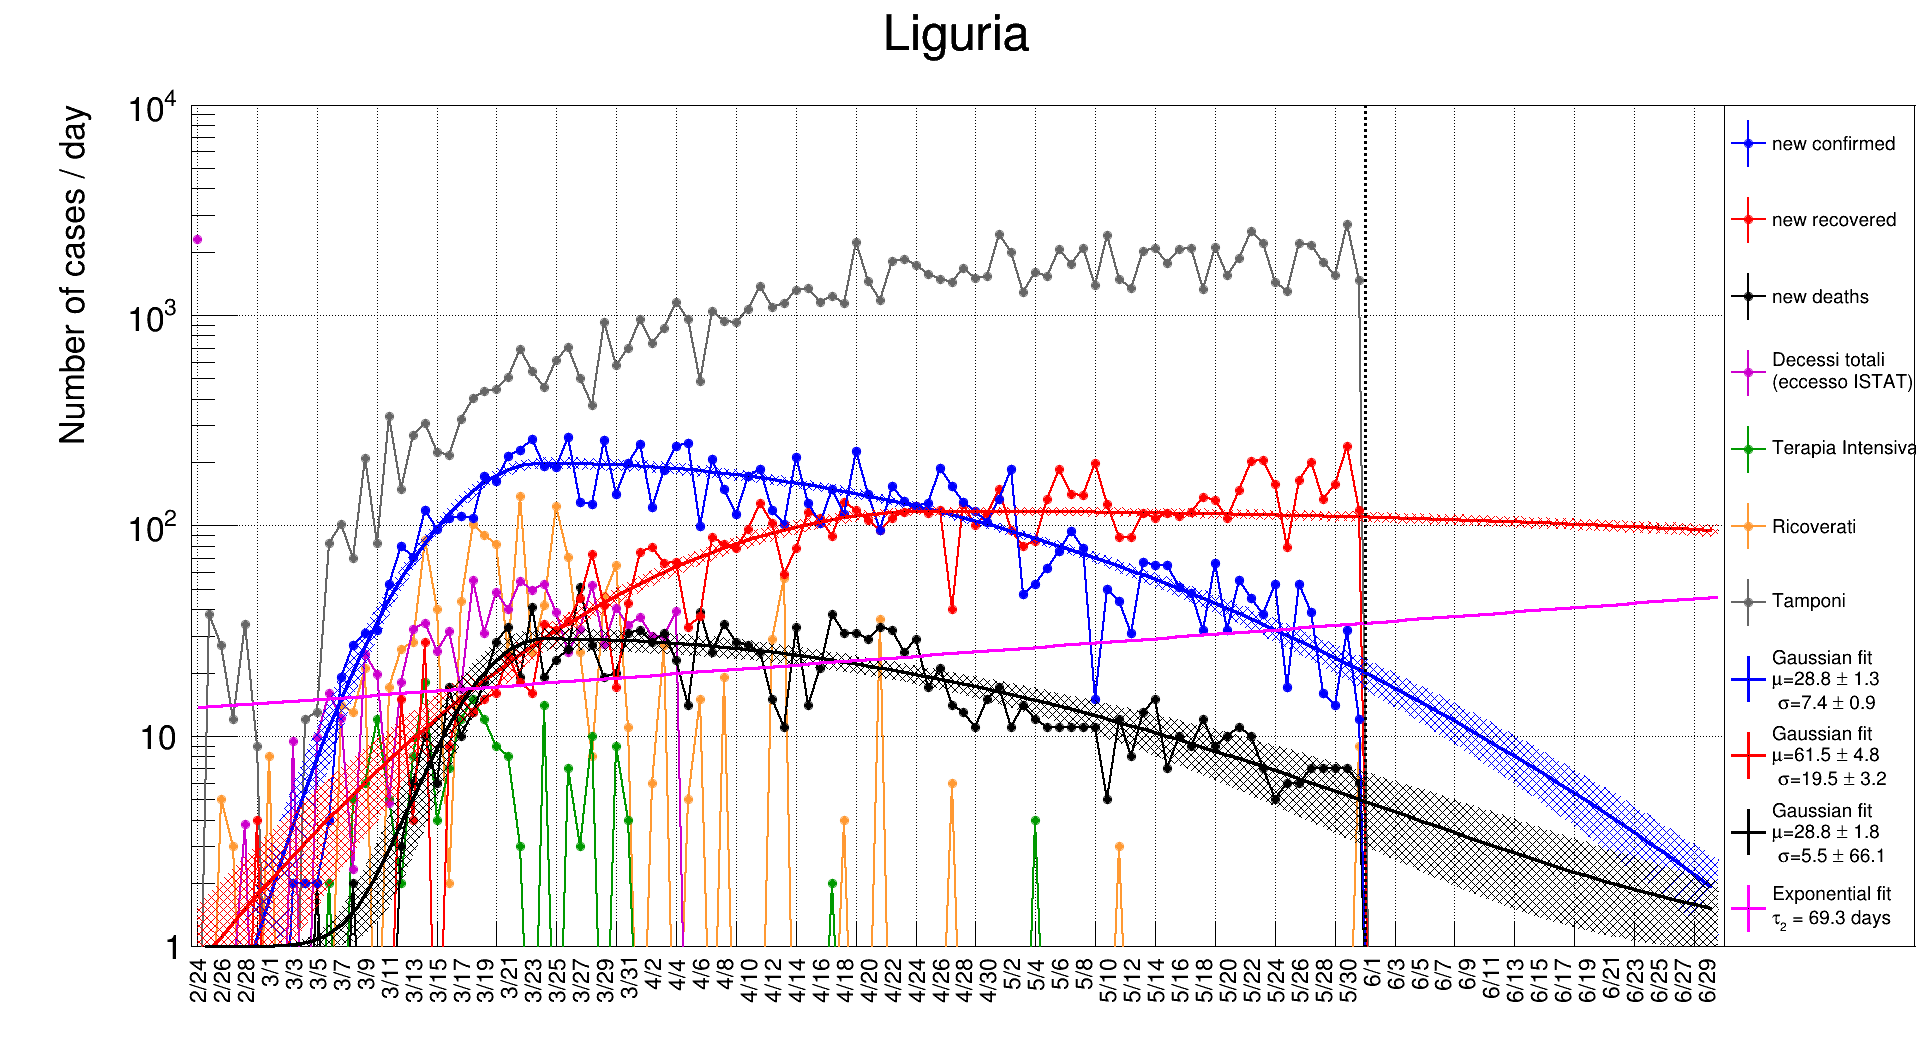 Liguria
Number of cases / day
10⁴
10³
10²
10
1
2/24 2/26 2/28 3/1 3/3 3/5 3/7 3/9 3/11 3/13 3/15 3/17 3/19 3/21 3/23 3/25 3/27 3/29 3/31 4/2 4/4 4/6 4/8 4/10 4/12 4/14 4/16 4/18 4/20 4/22 4/24 4/26 4/28 4/30 5/2 5/4 5/6 5/8 5/10 5/12 5/14 5/16 5/18 5/20 5/22 5/24 5/26 5/28 5/30 6/1 6/3 6/5 6/7 6/9 6/11 6/13 6/15 6/17 6/19 6/21 6/23 6/25 6/27 6/29
new confirmed
new recovered
new deaths
Decessi totali
(eccesso ISTAT)
Terapia Intensiva
Ricoverati
Tamponi
Gaussian fit
μ=28.8 ± 1.3
σ=7.4 ± 0.9
Gaussian fit
μ=61.5 ± 4.8
σ=19.5 ± 3.2
Gaussian fit
μ=28.8 ± 1.8
σ=5.5 ± 66.1
Exponential fit
τ₂ = 69.3 days